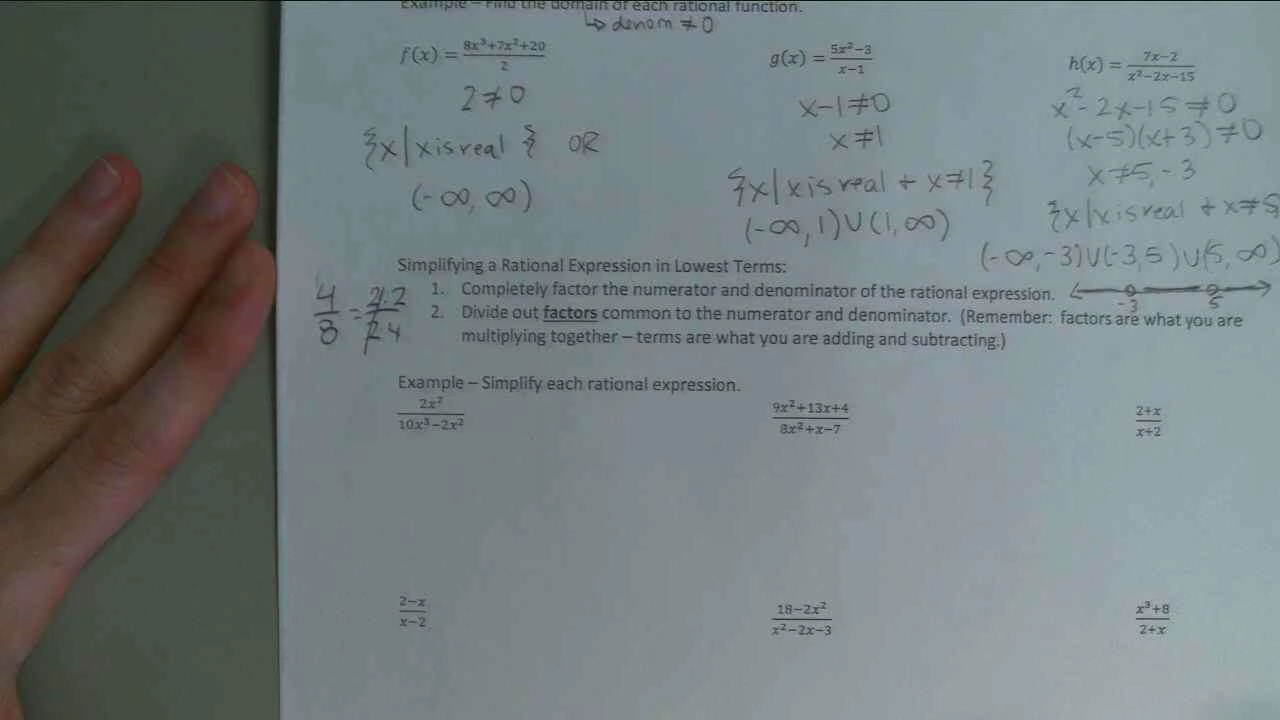 Example – Find the domain of each rational function.
↳ denom ≠ 0
f(x) = (8x³+7x²+20)/2
g(x) = (5x²−3)/(x−1)
h(x) = (7x−2)/(x²−2x−15)
2 ≠ 0
x−1 ≠ 0
x² − 2x − 15 ≠ 0
{x | x is real } OR
x ≠ 1
(x−5)(x+3) ≠ 0
(-∞, ∞)
{x | x is real + x ≠ 1}
x ≠ 5, -3
(-∞, 1) ∪ (1, ∞)
{x | x is real + x ≠ 5
(-∞, -3) ∪ (-3, 5) ∪ (5, ∞)
-3 5
Simplifying a Rational Expression in Lowest Terms:
1. Completely factor the numerator and denominator of the rational expression.
2. Divide out factors common to the numerator and denominator. (Remember: factors are what you are
multiplying together – terms are what you are adding and subtracting.)
4/8 = 2·2/2·4
Example – Simplify each rational expression.
2x²/(10x³−2x²)
(9x²+13x+4)/(8x²+x−7)
(2+x)/(x+2)
(2−x)/(x−2)
(18−2x²)/(x²−2x−3)
(x³+8)/(2+x)